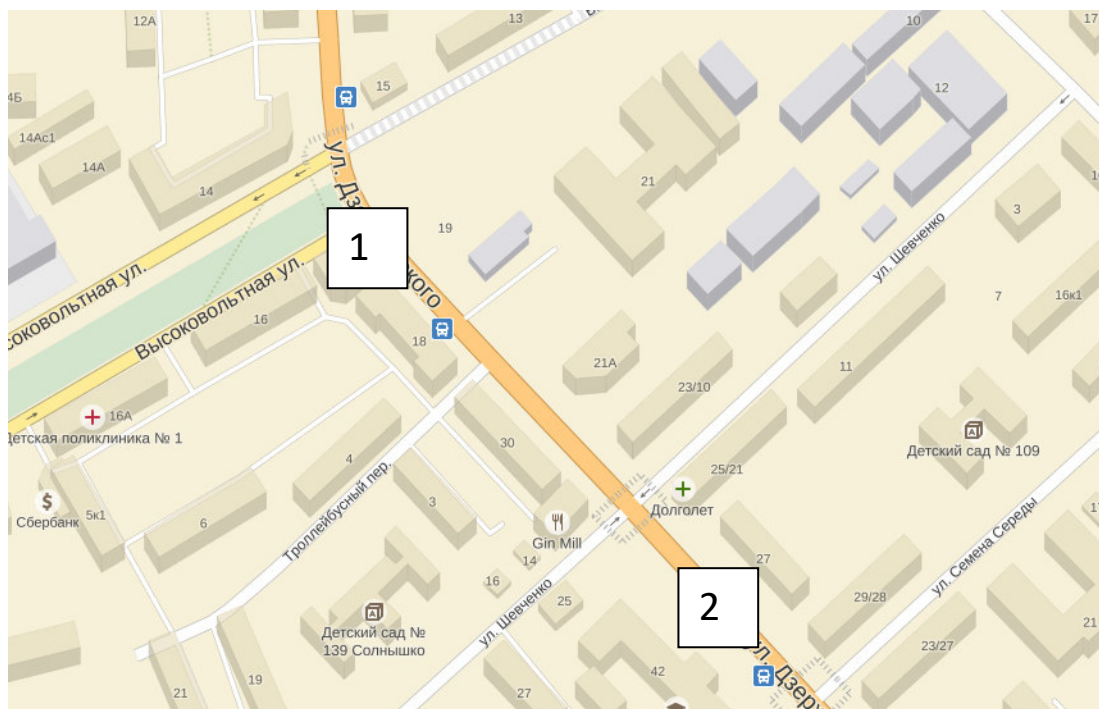 12А
13
10
17
15
4Б
12
14Ас1
14А
14
21
3
ул. Дз
1
19
ул. Шевченко
соковольтная ул.
кого
7
16к1
Высоковольтная ул.
16
18
21А
11
23/10
16А
Детская поликлиника № 1
30
Детский сад № 109
4
25/21
Троллейбусный пер.
3
$
Сбербанк
5к1
6
Долголет
Gin Mill
17
14
27
ул. Семена Середы
16
25
2
29/28
ул. Шевченко
Детский сад №
139 Солнышко
21
23/27
42
ул. Дзер
21
19
27